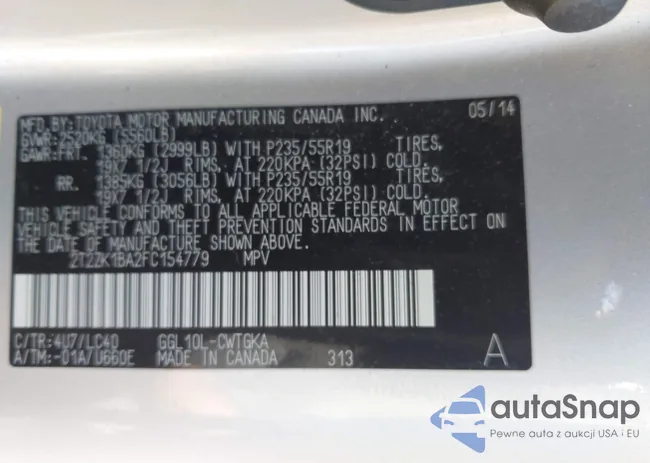 MFD.BY:TOYOTA MOTOR MANUFACTURING CANADA INC. 05/14
GVWR:2520KG (5560LB)
GAWR:FRT. 1360KG (2999LB) WITH P235/55R19 TIRES,
19X7 1/2J RIMS, AT 220KPA (32PSI) COLD.
RR. 1385KG (3056LB) WITH P235/55R19 TIRES,
19X7 1/2J RIMS, AT 220KPA (32PSI) COLD.
THIS VEHICLE CONFORMS TO ALL APPLICABLE FEDERAL MOTOR
VEHICLE SAFETY AND THEFT PREVENTION STANDARDS IN EFFECT ON
THE DATE OF MANUFACTURE SHOWN ABOVE.
2T2ZK1BA2FC154779 MPV
C/TR:4U7/LC40 GGL10L-CWTGKA
A/TM:-01A/U660E MADE IN CANADA 313 A
autoSnap
Pewne auta z aukcji USA i EU